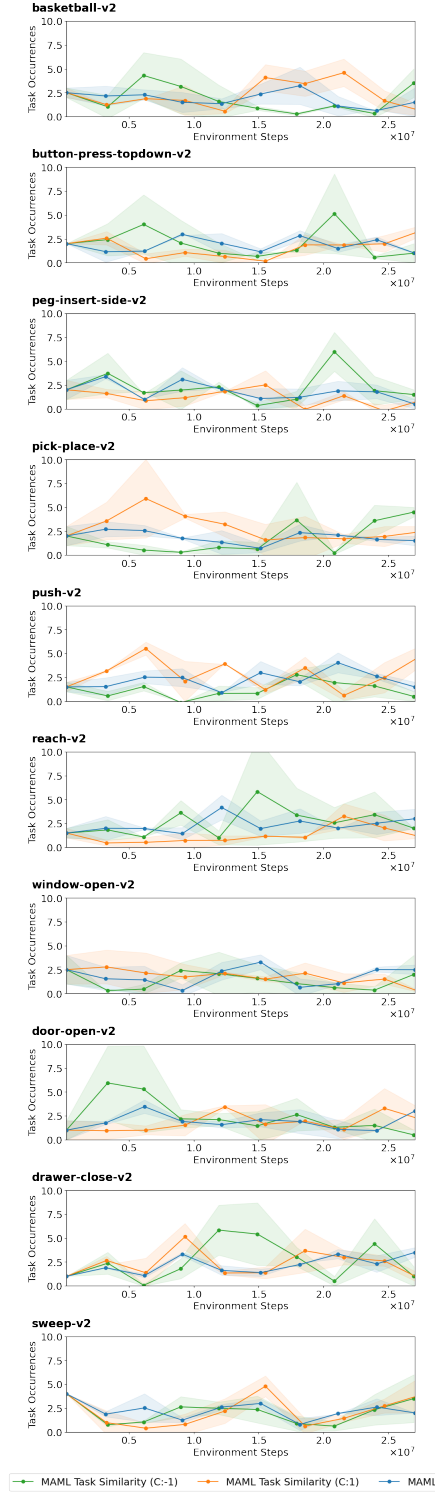 basketball-v2
10.0
7.5
5.0
2.5
0.0
Task Occurrences
0.5 1.0 1.5 2.0 2.5
Environment Steps
×10⁷
button-press-topdown-v2
10.0
7.5
5.0
2.5
0.0
Task Occurrences
0.5 1.0 1.5 2.0 2.5
Environment Steps
×10⁷
peg-insert-side-v2
10.0
7.5
5.0
2.5
0.0
Task Occurrences
0.5 1.0 1.5 2.0 2.5
Environment Steps
×10⁷
pick-place-v2
10.0
7.5
5.0
2.5
0.0
Task Occurrences
0.5 1.0 1.5 2.0 2.5
Environment Steps
×10⁷
push-v2
10.0
7.5
5.0
2.5
0.0
Task Occurrences
0.5 1.0 1.5 2.0 2.5
Environment Steps
×10⁷
reach-v2
10.0
7.5
5.0
2.5
0.0
Task Occurrences
0.5 1.0 1.5 2.0 2.5
Environment Steps
×10⁷
window-open-v2
10.0
7.5
5.0
2.5
0.0
Task Occurrences
0.5 1.0 1.5 2.0 2.5
Environment Steps
×10⁷
door-open-v2
10.0
7.5
5.0
2.5
0.0
Task Occurrences
0.5 1.0 1.5 2.0 2.5
Environment Steps
×10⁷
drawer-close-v2
10.0
7.5
5.0
2.5
0.0
Task Occurrences
0.5 1.0 1.5 2.0 2.5
Environment Steps
×10⁷
sweep-v2
10.0
7.5
5.0
2.5
0.0
Task Occurrences
0.5 1.0 1.5 2.0 2.5
Environment Steps
×10⁷
MAML Task Similarity (C:-1) MAML Task Similarity (C:1) MAML